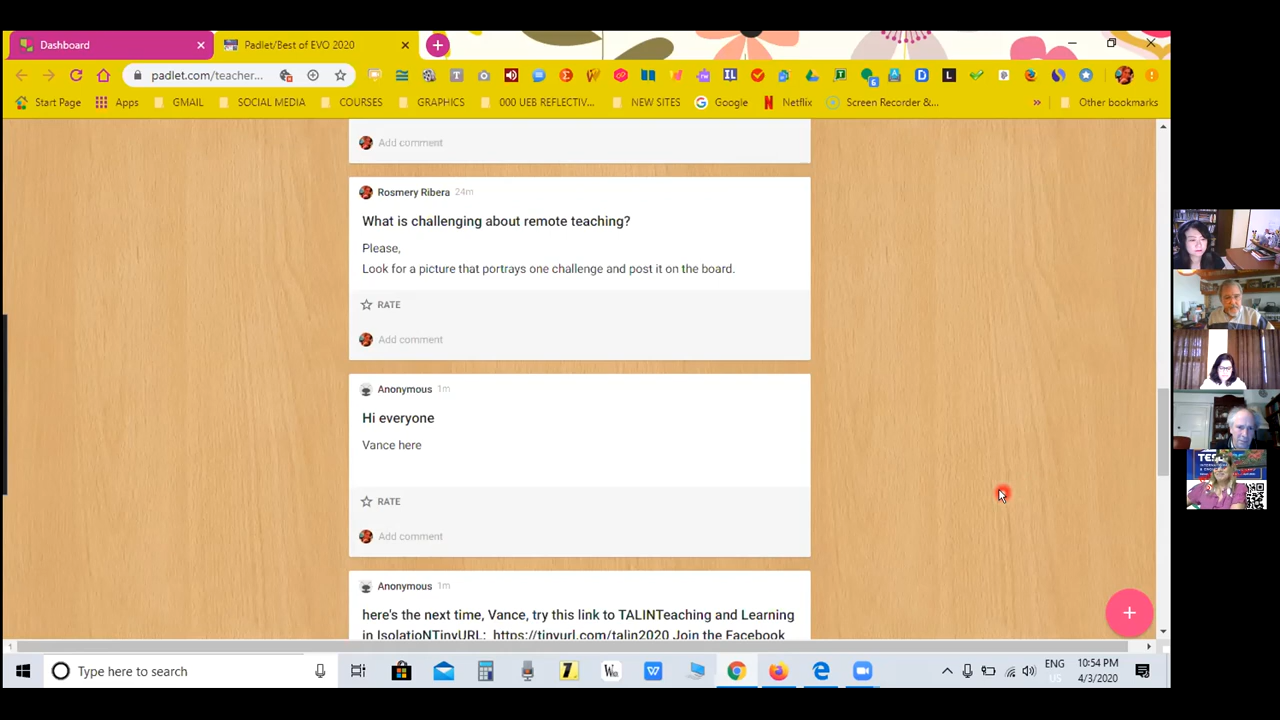 Dashboard
Padlet/Best of EVO 2020
padlet.com/teacher...
Start Page
Apps
GMAIL
SOCIAL MEDIA
COURSES
GRAPHICS
000 UEB REFLECTIV...
NEW SITES
Google
Netflix
Screen Recorder &...
»
Other bookmarks
Add comment
Rosmery Ribera 24m
What is challenging about remote teaching?
Please,
Look for a picture that portrays one challenge and post it on the board.
RATE
Add comment
Anonymous 1m
Hi everyone
Vance here
RATE
Add comment
Anonymous 1m
here's the next time, Vance, try this link to TALINTeaching and Learning
in IsolatioNTinyURL: https://tinyurl.com/talin2020 Join the Facebook
Type here to search
ENG
US
10:54 PM
4/3/2020